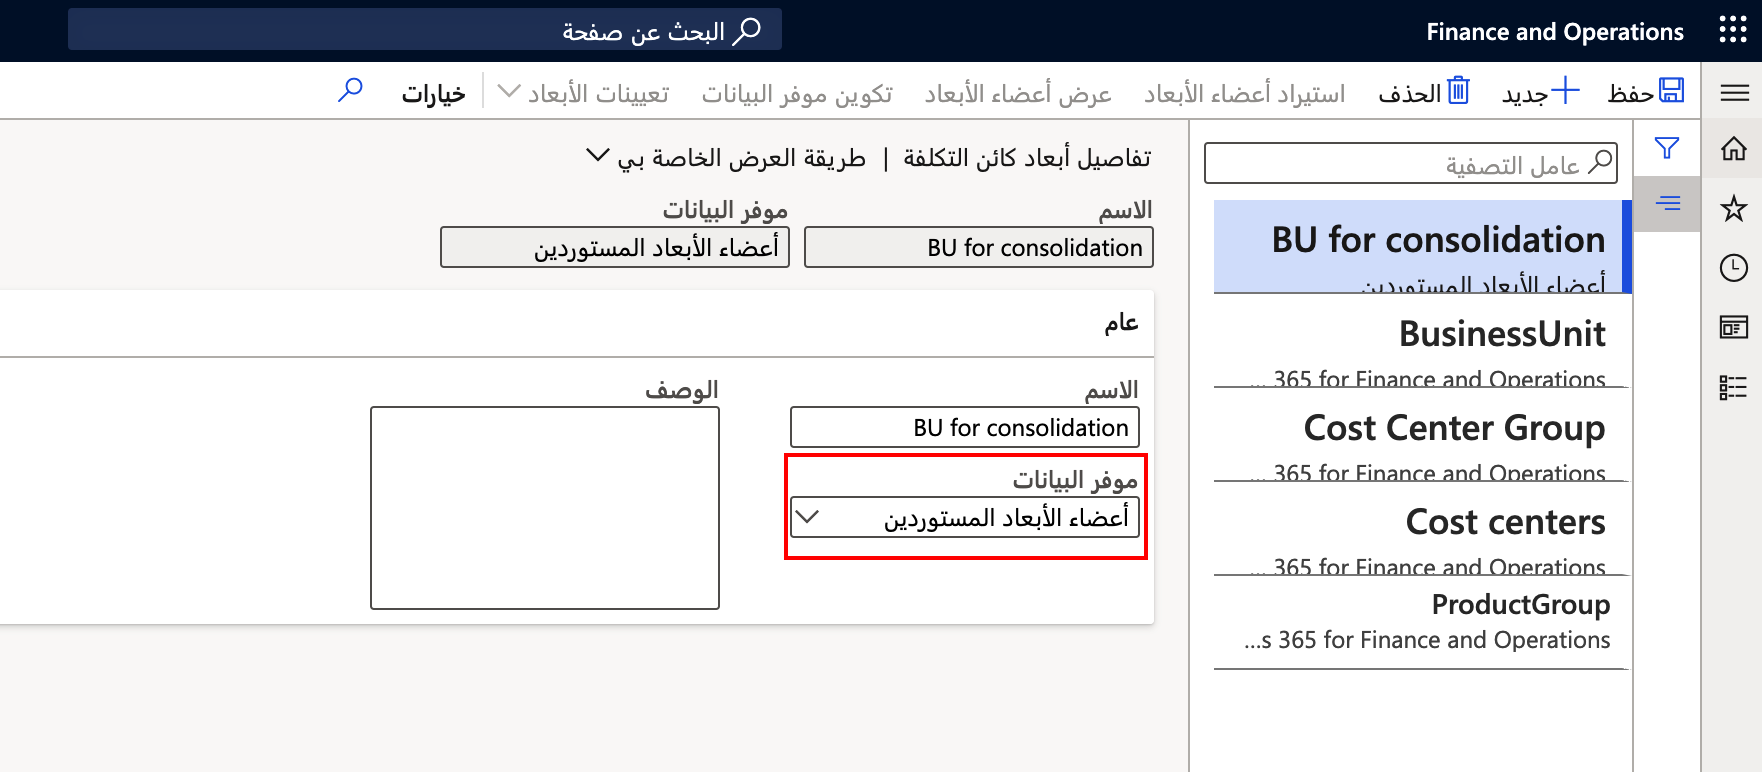 Finance and Operations
البحث عن صفحة
حفظ
جديد
الحذف
استيراد أعضاء الأبعاد
عرض أعضاء الأبعاد
تكوين موفر البيانات
تعيينات الأبعاد
خيارات
عامل التصفية
BU for consolidation
أعضاء الأبعاد المستوردين
BusinessUnit
... 365 for Finance and Operations
Cost Center Group
... 365 for Finance and Operations
Cost centers
... 365 for Finance and Operations
ProductGroup
...s 365 for Finance and Operations
تفاصيل أبعاد كائن التكلفة | طريقة العرض الخاصة بي
الاسم
BU for consolidation
موفر البيانات
أعضاء الأبعاد المستوردين
عام
الاسم
BU for consolidation
الوصف
موفر البيانات
أعضاء الأبعاد المستوردين